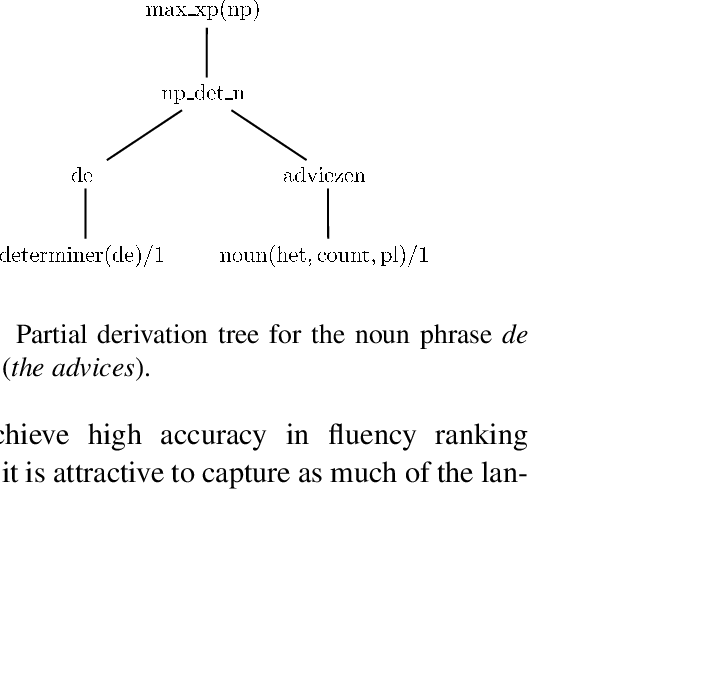 max_xp(np)
np_det_n
de adviezen
determiner(de)/1 noun(het, count, pl)/1
Partial derivation tree for the noun phrase de
(the advices).
chieve high accuracy in fluency ranking
it is attractive to capture as much of the lan-